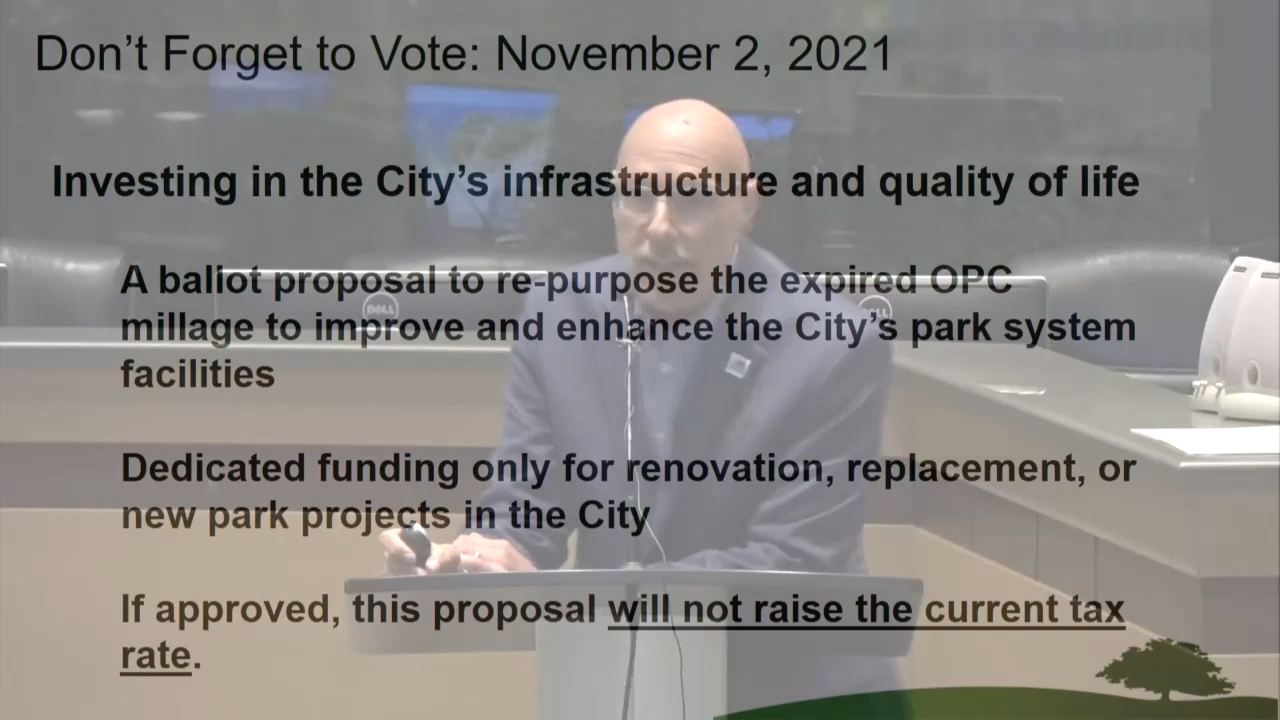 Don't Forget to Vote: November 2, 2021
Investing in the City's infrastructure and quality of life
A ballot proposal to re-purpose the expired OPC
millage to improve and enhance the City's park system
facilities
DELL
Dedicated funding only for renovation, replacement, or
new park projects in the City
If approved, this proposal will not raise the current tax
rate.